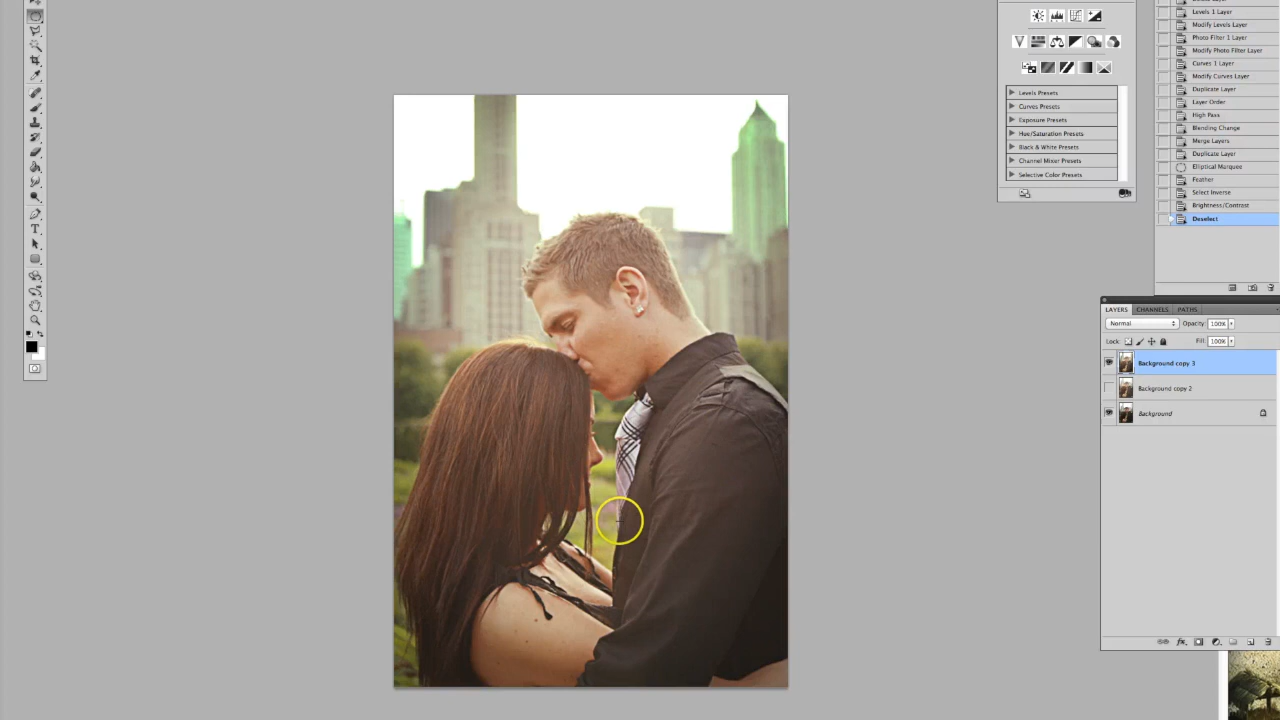 Levels 1 Layer
Modify Levels Layer
Photo Filter 1 Layer
Modify Photo Filter Layer
Curves 1 Layer
Modify Curves Layer
Duplicate Layer
Layer Order
High Pass
Blending Change
Merge Layers
Duplicate Layer
Elliptical Marquee
Feather
Select Inverse
Brightness/Contrast
Deselect
Levels Presets
Curves Presets
Exposure Presets
Hue/Saturation Presets
Black & White Presets
Channel Mixer Presets
Selective Color Presets
LAYERS CHANNELS PATHS
Normal Opacity: 100%
Lock: Fill: 100%
Background copy 3
Background copy 2
Background